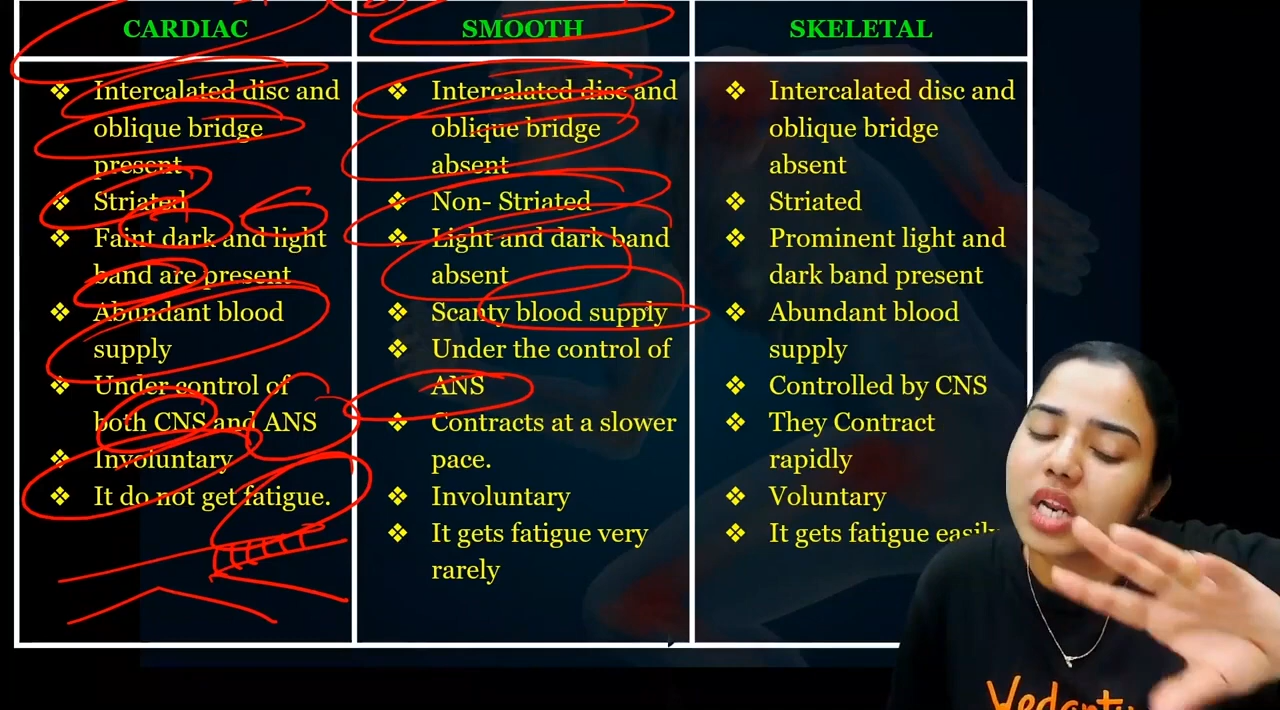 CARDIAC
❖ Intercalated disc and
oblique bridge
present
❖ Striated
❖ Faint dark and light
band are present
❖ Abundant blood
supply
❖ Under control of
both CNS and ANS
❖ Involuntary
❖ It do not get fatigue.
SMOOTH
❖ Intercalated disc and
oblique bridge
absent
❖ Non- Striated
❖ Light and dark band
absent
❖ Scanty blood supply
❖ Under the control of
ANS
❖ Contracts at a slower
pace.
❖ Involuntary
❖ It gets fatigue very
rarely
SKELETAL
❖ Intercalated disc and
oblique bridge
absent
❖ Striated
❖ Prominent light and
dark band present
❖ Abundant blood
supply
❖ Controlled by CNS
❖ They Contract
rapidly
❖ Voluntary
❖ It gets fatigue easily